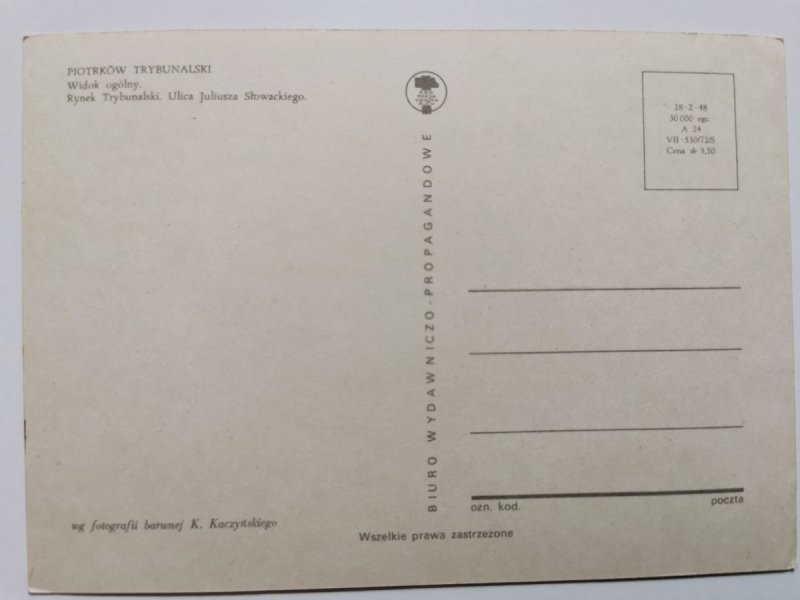 PIOTRKÓW TRYBUNALSKI
Widok ogólny.
Rynek Trybunalski. Ulica Juliusza Słowackiego.
28-Z-48
50 000 egz.
A 24
VII-530/72/S
Cena zł 3,50
BIURO WYDAWNICZO-PROPAGANDOWE
ozn. kod.
poczta
wg fotografii barwnej K. Kaczyńskiego
Wszelkie prawa zastrzeżone